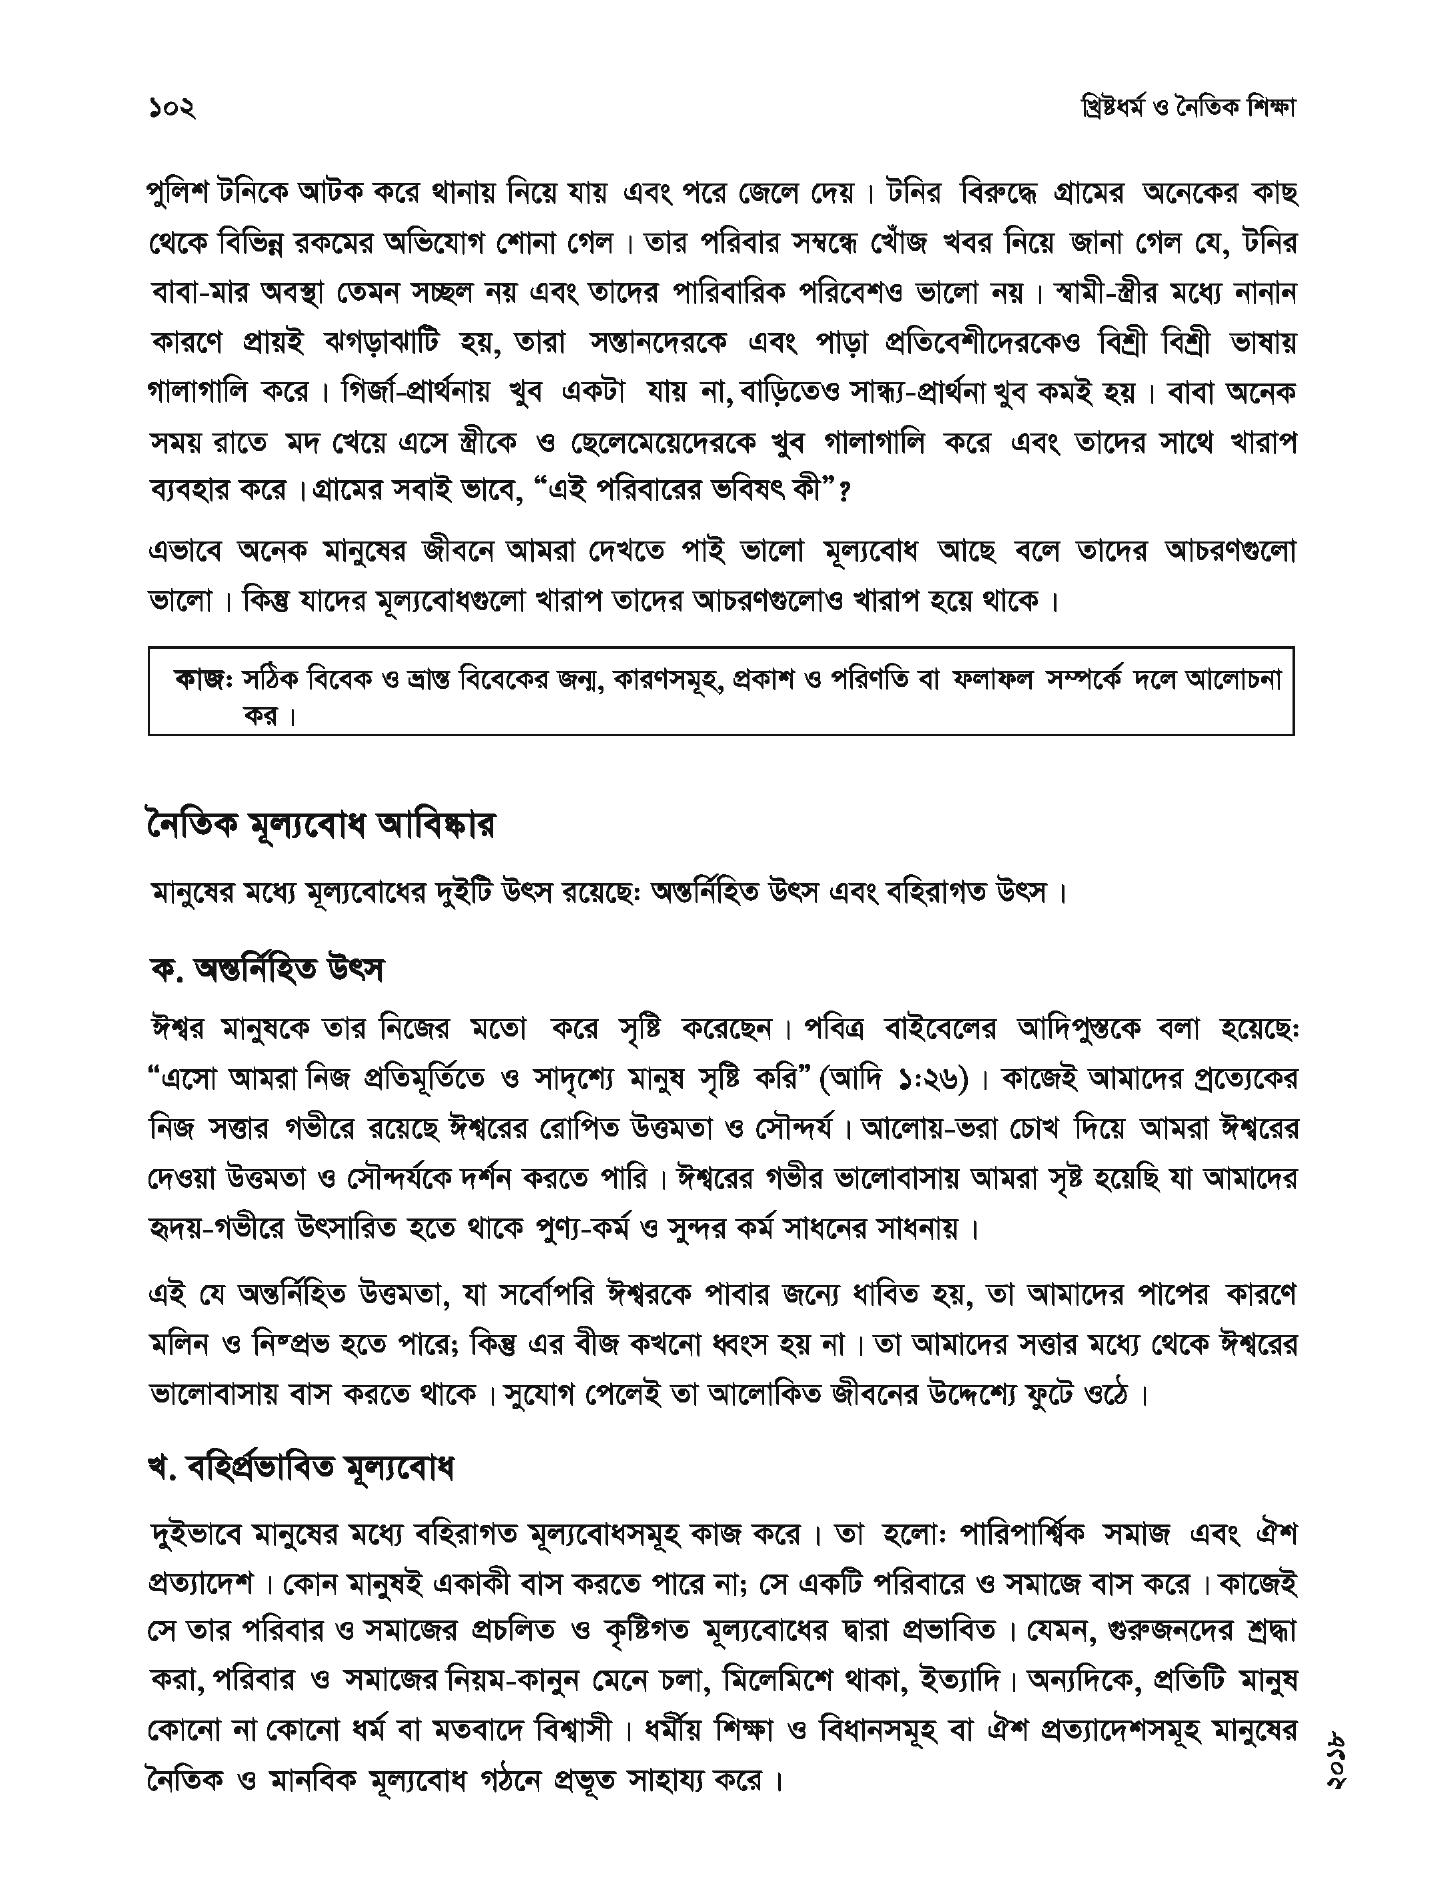 ১০২
খ্রিষ্টধর্ম ও নৈতিক শিক্ষা
পুলিশ টনিকে আটক করে থানায় নিয়ে যায় এবং পরে জেলে দেয়। টনির বিরুদ্ধে গ্রামের অনেকের কাছ
থেকে বিভিন্ন রকমের অভিযোগ শোনা গেল। তার পরিবার সম্বন্ধে খোঁজ খবর নিয়ে জানা গেল যে, টনির
বাবা-মার অবস্থা তেমন সচ্ছল নয় এবং তাদের পারিবারিক পরিবেশও ভালো নয়। স্বামী-স্ত্রীর মধ্যে নানান
কারণে প্রায়ই ঝগড়াঝাটি হয়, তারা সন্তানদেরকে এবং পাড়া প্রতিবেশীদেরকেও বিশ্রী বিশ্রী ভাষায়
গালাগালি করে। গির্জা-প্রার্থনায় খুব একটা যায় না, বাড়িতেও সান্ধ্য-প্রার্থনা খুব কমই হয়। বাবা অনেক
সময় রাতে মদ খেয়ে এসে স্ত্রীকে ও ছেলেমেয়েদেরকে খুব গালাগালি করে এবং তাদের সাথে খারাপ
ব্যবহার করে। গ্রামের সবাই ভাবে, “এই পরিবারের ভবিষৎ কী”?
এভাবে অনেক মানুষের জীবনে আমরা দেখতে পাই ভালো মূল্যবোধ আছে বলে তাদের আচরণগুলো
ভালো। কিন্তু যাদের মূল্যবোধগুলো খারাপ তাদের আচরণগুলোও খারাপ হয়ে থাকে।
কাজ: সঠিক বিবেক ও ভ্রান্ত বিবেকের জন্ম, কারণসমূহ, প্রকাশ ও পরিণতি বা ফলাফল সম্পর্কে দলে আলোচনা
কর।
নৈতিক মূল্যবোধ আবিষ্কার
মানুষের মধ্যে মূল্যবোধের দুইটি উৎস রয়েছে: অন্তর্নিহিত উৎস এবং বহিরাগত উৎস।
ক. অন্তর্নিহিত উৎস
ঈশ্বর মানুষকে তার নিজের মতো করে সৃষ্টি করেছেন। পবিত্র বাইবেলের আদিপুস্তকে বলা হয়েছে:
“এসো আমরা নিজ প্রতিমূর্তিতে ও সাদৃশ্যে মানুষ সৃষ্টি করি” (আদি ১:২৬)। কাজেই আমাদের প্রত্যেকের
নিজ সত্তার গভীরে রয়েছে ঈশ্বরের রোপিত উত্তমতা ও সৌন্দর্য। আলোয়-ভরা চোখ দিয়ে আমরা ঈশ্বরের
দেওয়া উত্তমতা ও সৌন্দর্যকে দর্শন করতে পারি। ঈশ্বরের গভীর ভালোবাসায় আমরা সৃষ্ট হয়েছি যা আমাদের
হৃদয়-গভীরে উৎসারিত হতে থাকে পুণ্য-কর্ম ও সুন্দর কর্ম সাধনের সাধনায়।
এই যে অন্তর্নিহিত উত্তমতা, যা সর্বোপরি ঈশ্বরকে পাবার জন্যে ধাবিত হয়, তা আমাদের পাপের কারণে
মলিন ও নিষ্প্রভ হতে পারে; কিন্তু এর বীজ কখনো ধ্বংস হয় না। তা আমাদের সত্তার মধ্যে থেকে ঈশ্বরের
ভালোবাসায় বাস করতে থাকে। সুযোগ পেলেই তা আলোকিত জীবনের উদ্দেশ্যে ফুটে ওঠে।
খ. বহির্প্রভাবিত মূল্যবোধ
দুইভাবে মানুষের মধ্যে বহিরাগত মূল্যবোধসমূহ কাজ করে। তা হলো: পারিপার্শ্বিক সমাজ এবং ঐশ
প্রত্যাদেশ। কোন মানুষই একাকী বাস করতে পারে না; সে একটি পরিবারে ও সমাজে বাস করে। কাজেই
সে তার পরিবার ও সমাজের প্রচলিত ও কৃষ্টিগত মূল্যবোধের দ্বারা প্রভাবিত। যেমন, গুরুজনদের শ্রদ্ধা
করা, পরিবার ও সমাজের নিয়ম-কানুন মেনে চলা, মিলেমিশে থাকা, ইত্যাদি। অন্যদিকে, প্রতিটি মানুষ
কোনো না কোনো ধর্ম বা মতবাদে বিশ্বাসী। ধর্মীয় শিক্ষা ও বিধানসমূহ বা ঐশ প্রত্যাদেশসমূহ মানুষের
নৈতিক ও মানবিক মূল্যবোধ গঠনে প্রভূত সাহায্য করে।
২০১৮